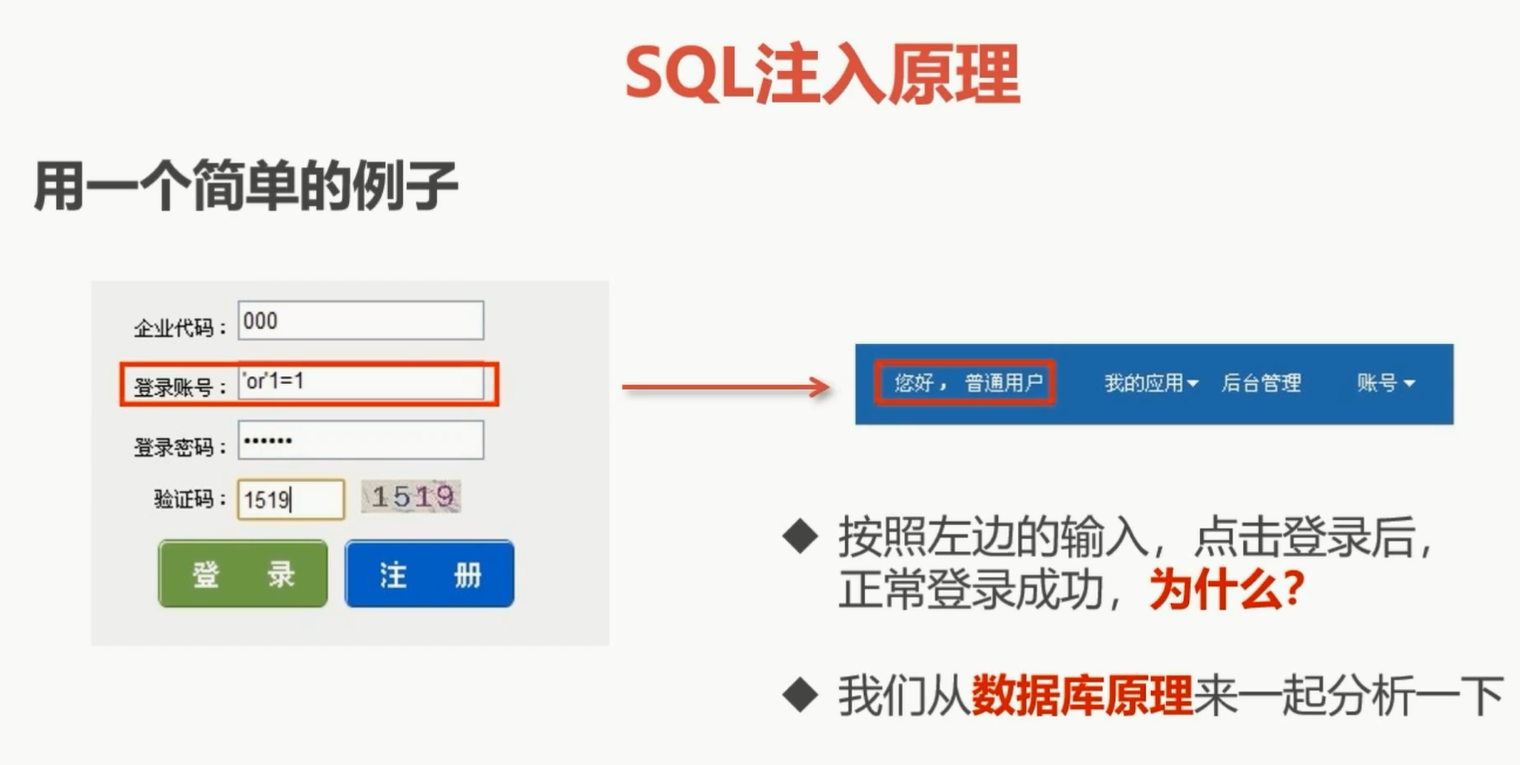 SQL注入原理
用一个简单的例子
企业代码：000
登录账号：'or'1=1
登录密码：••••••
验证码：1519 1519
登 录 注 册
您好， 普通用户 我的应用 后台管理 账号
◆ 按照左边的输入，点击登录后，
正常登录成功，为什么？
◆ 我们从数据库原理来一起分析一下